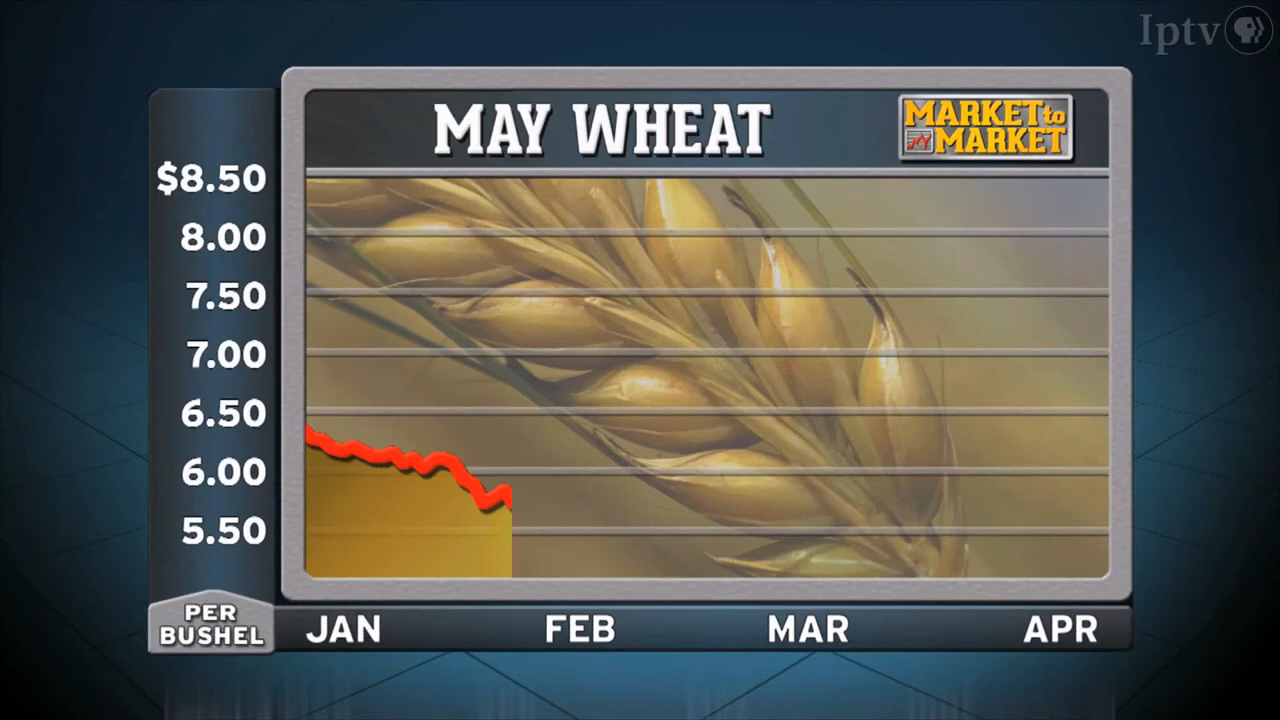 Iptv
MAY WHEAT
MARKET to
MARKET
$8.50
8.00
7.50
7.00
6.50
6.00
5.50
PER
BUSHEL
JAN FEB MAR APR